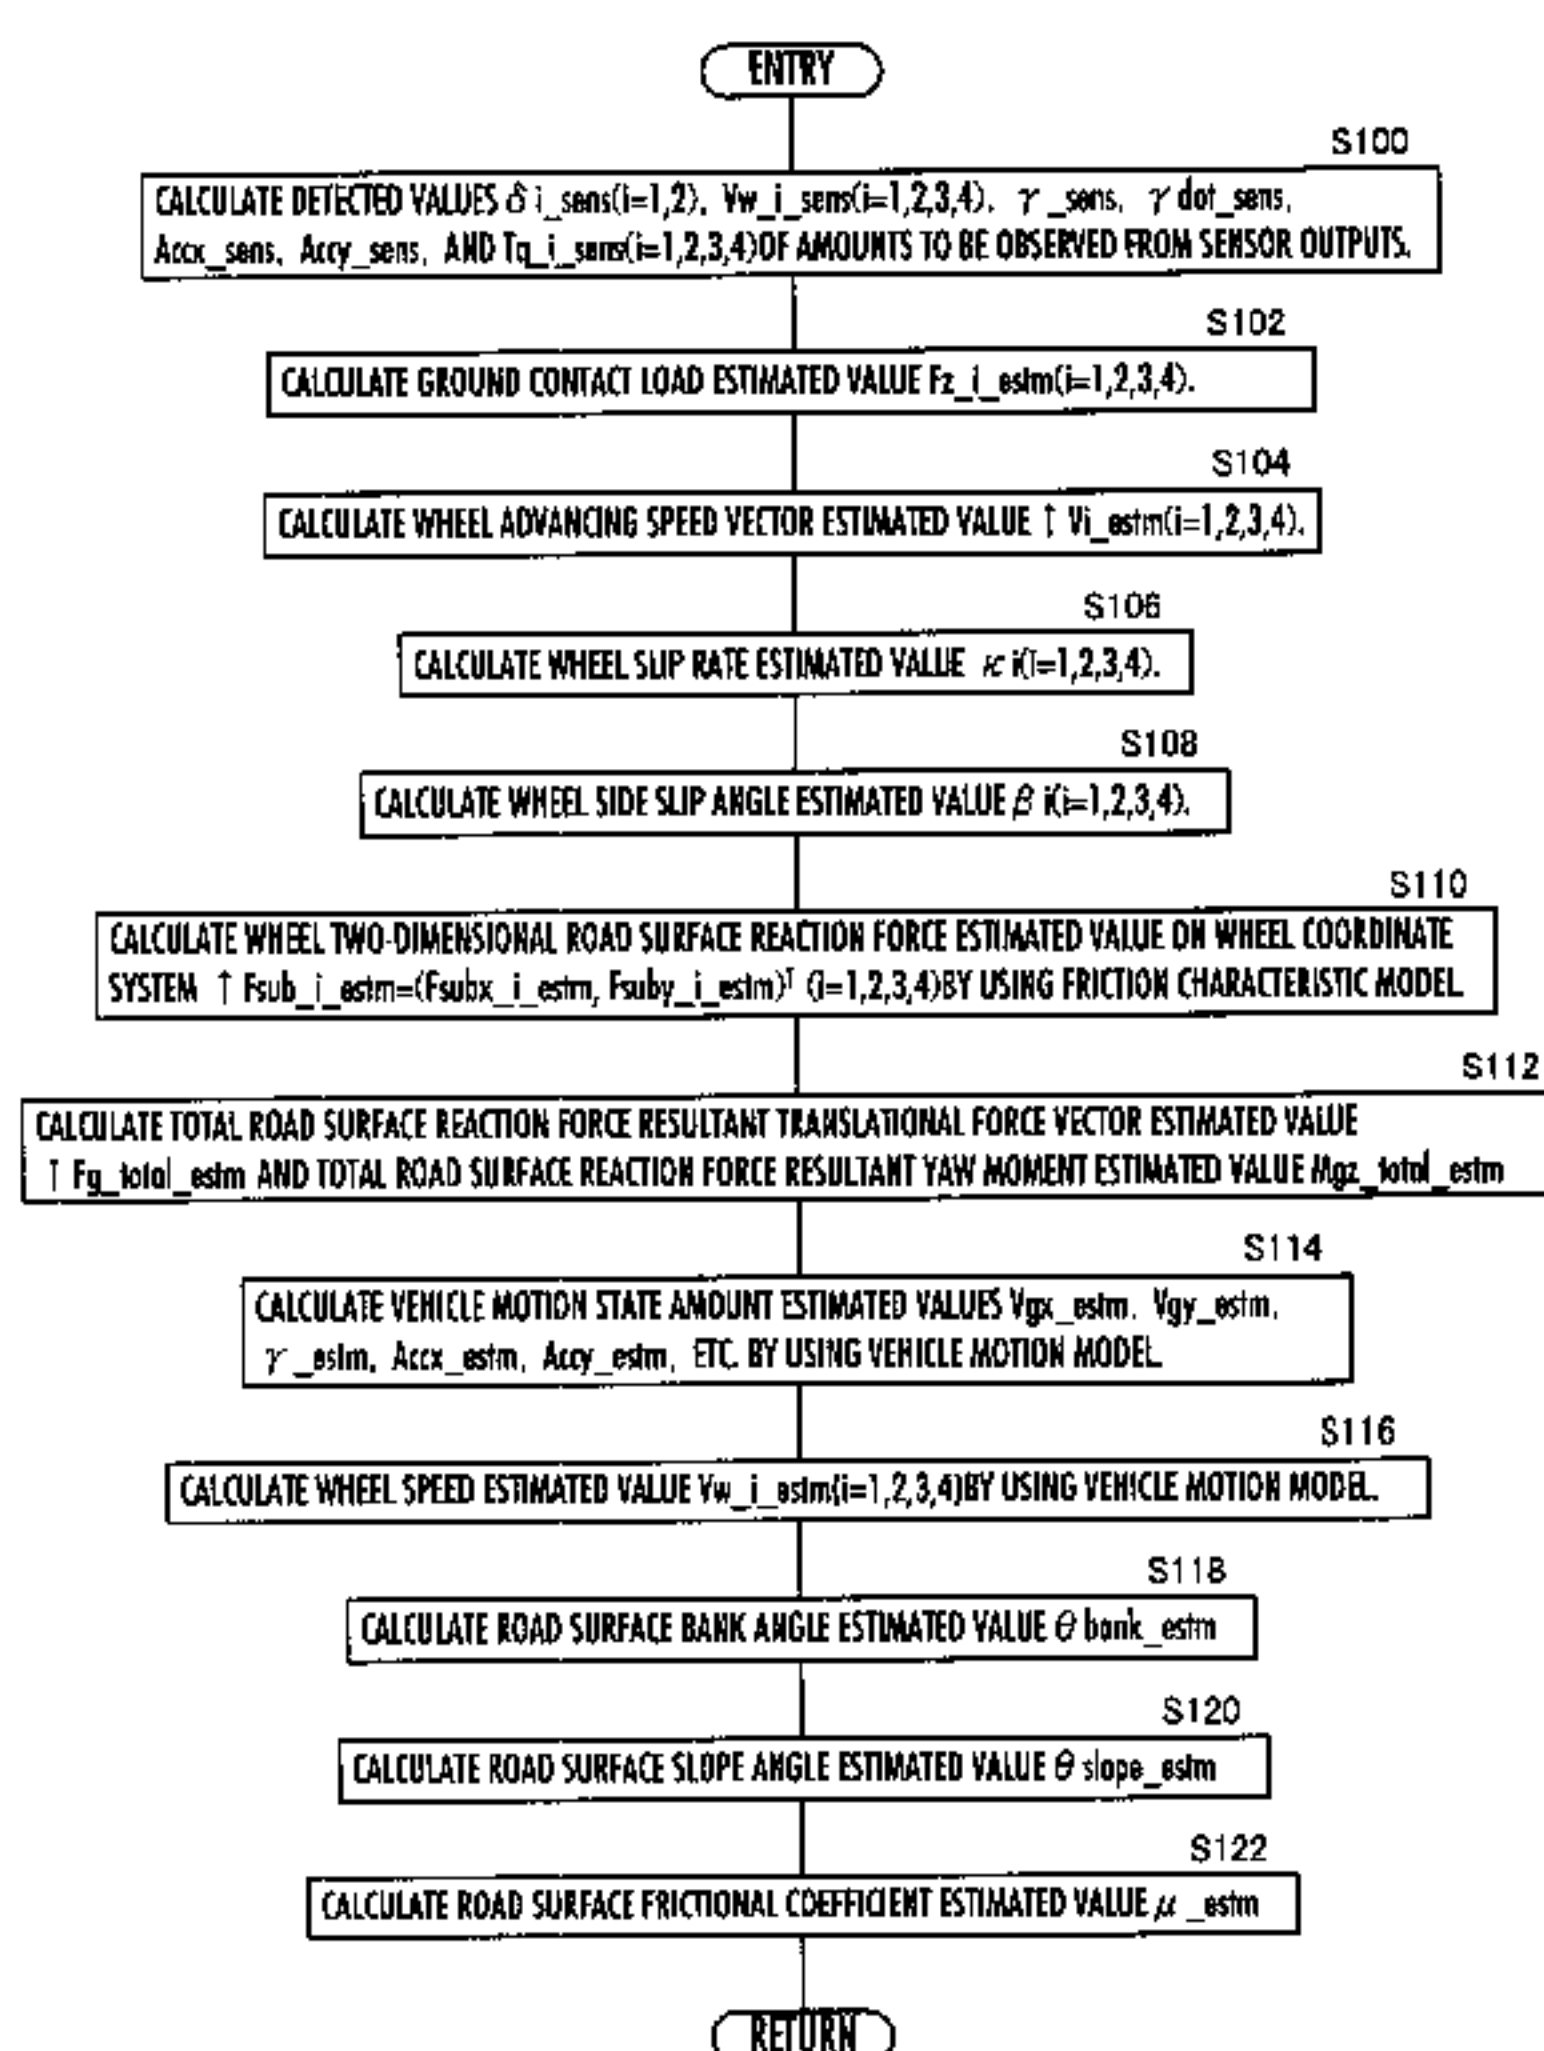 ENTRY
S100
CALCULATE DETECTED VALUES δ i_sens(i=1,2), Vw_i_sens(i=1,2,3,4), γ _sens, γ dot_sens,
Accx_sens, Accy_sens, AND Tq_i_sens(i=1,2,3,4)OF AMOUNTS TO BE OBSERVED FROM SENSOR OUTPUTS.
S102
CALCULATE GROUND CONTACT LOAD ESTIMATED VALUE Fz_i_estm(i=1,2,3,4).
S104
CALCULATE WHEEL ADVANCING SPEED VECTOR ESTIMATED VALUE ↑ Vi_estm(i=1,2,3,4).
S106
CALCULATE WHEEL SLIP RATE ESTIMATED VALUE κ i(i=1,2,3,4).
S108
CALCULATE WHEEL SIDE SLIP ANGLE ESTIMATED VALUE β i(i=1,2,3,4).
S110
CALCULATE WHEEL TWO-DIMENSIONAL ROAD SURFACE REACTION FORCE ESTIMATED VALUE ON WHEEL COORDINATE
SYSTEM ↑ Fsub_i_estm=(Fsubx_i_estm, Fsuby_i_estm)ᵀ (i=1,2,3,4)BY USING FRICTION CHARACTERISTIC MODEL.
S112
CALCULATE TOTAL ROAD SURFACE REACTION FORCE RESULTANT TRANSLATIONAL FORCE VECTOR ESTIMATED VALUE
↑ Fg_total_estm AND TOTAL ROAD SURFACE REACTION FORCE RESULTANT YAW MOMENT ESTIMATED VALUE Mgz_total_estm
S114
CALCULATE VEHICLE MOTION STATE AMOUNT ESTIMATED VALUES Vgx_estm, Vgy_estm,
γ _estm, Accx_estm, Accy_estm, ETC. BY USING VEHICLE MOTION MODEL.
S116
CALCULATE WHEEL SPEED ESTIMATED VALUE Vw_i_estm(i=1,2,3,4)BY USING VEHICLE MOTION MODEL.
S118
CALCULATE ROAD SURFACE BANK ANGLE ESTIMATED VALUE θ bank_estm
S120
CALCULATE ROAD SURFACE SLOPE ANGLE ESTIMATED VALUE θ slope_estm
S122
CALCULATE ROAD SURFACE FRICTIONAL COEFFICIENT ESTIMATED VALUE μ _estm
RETURN